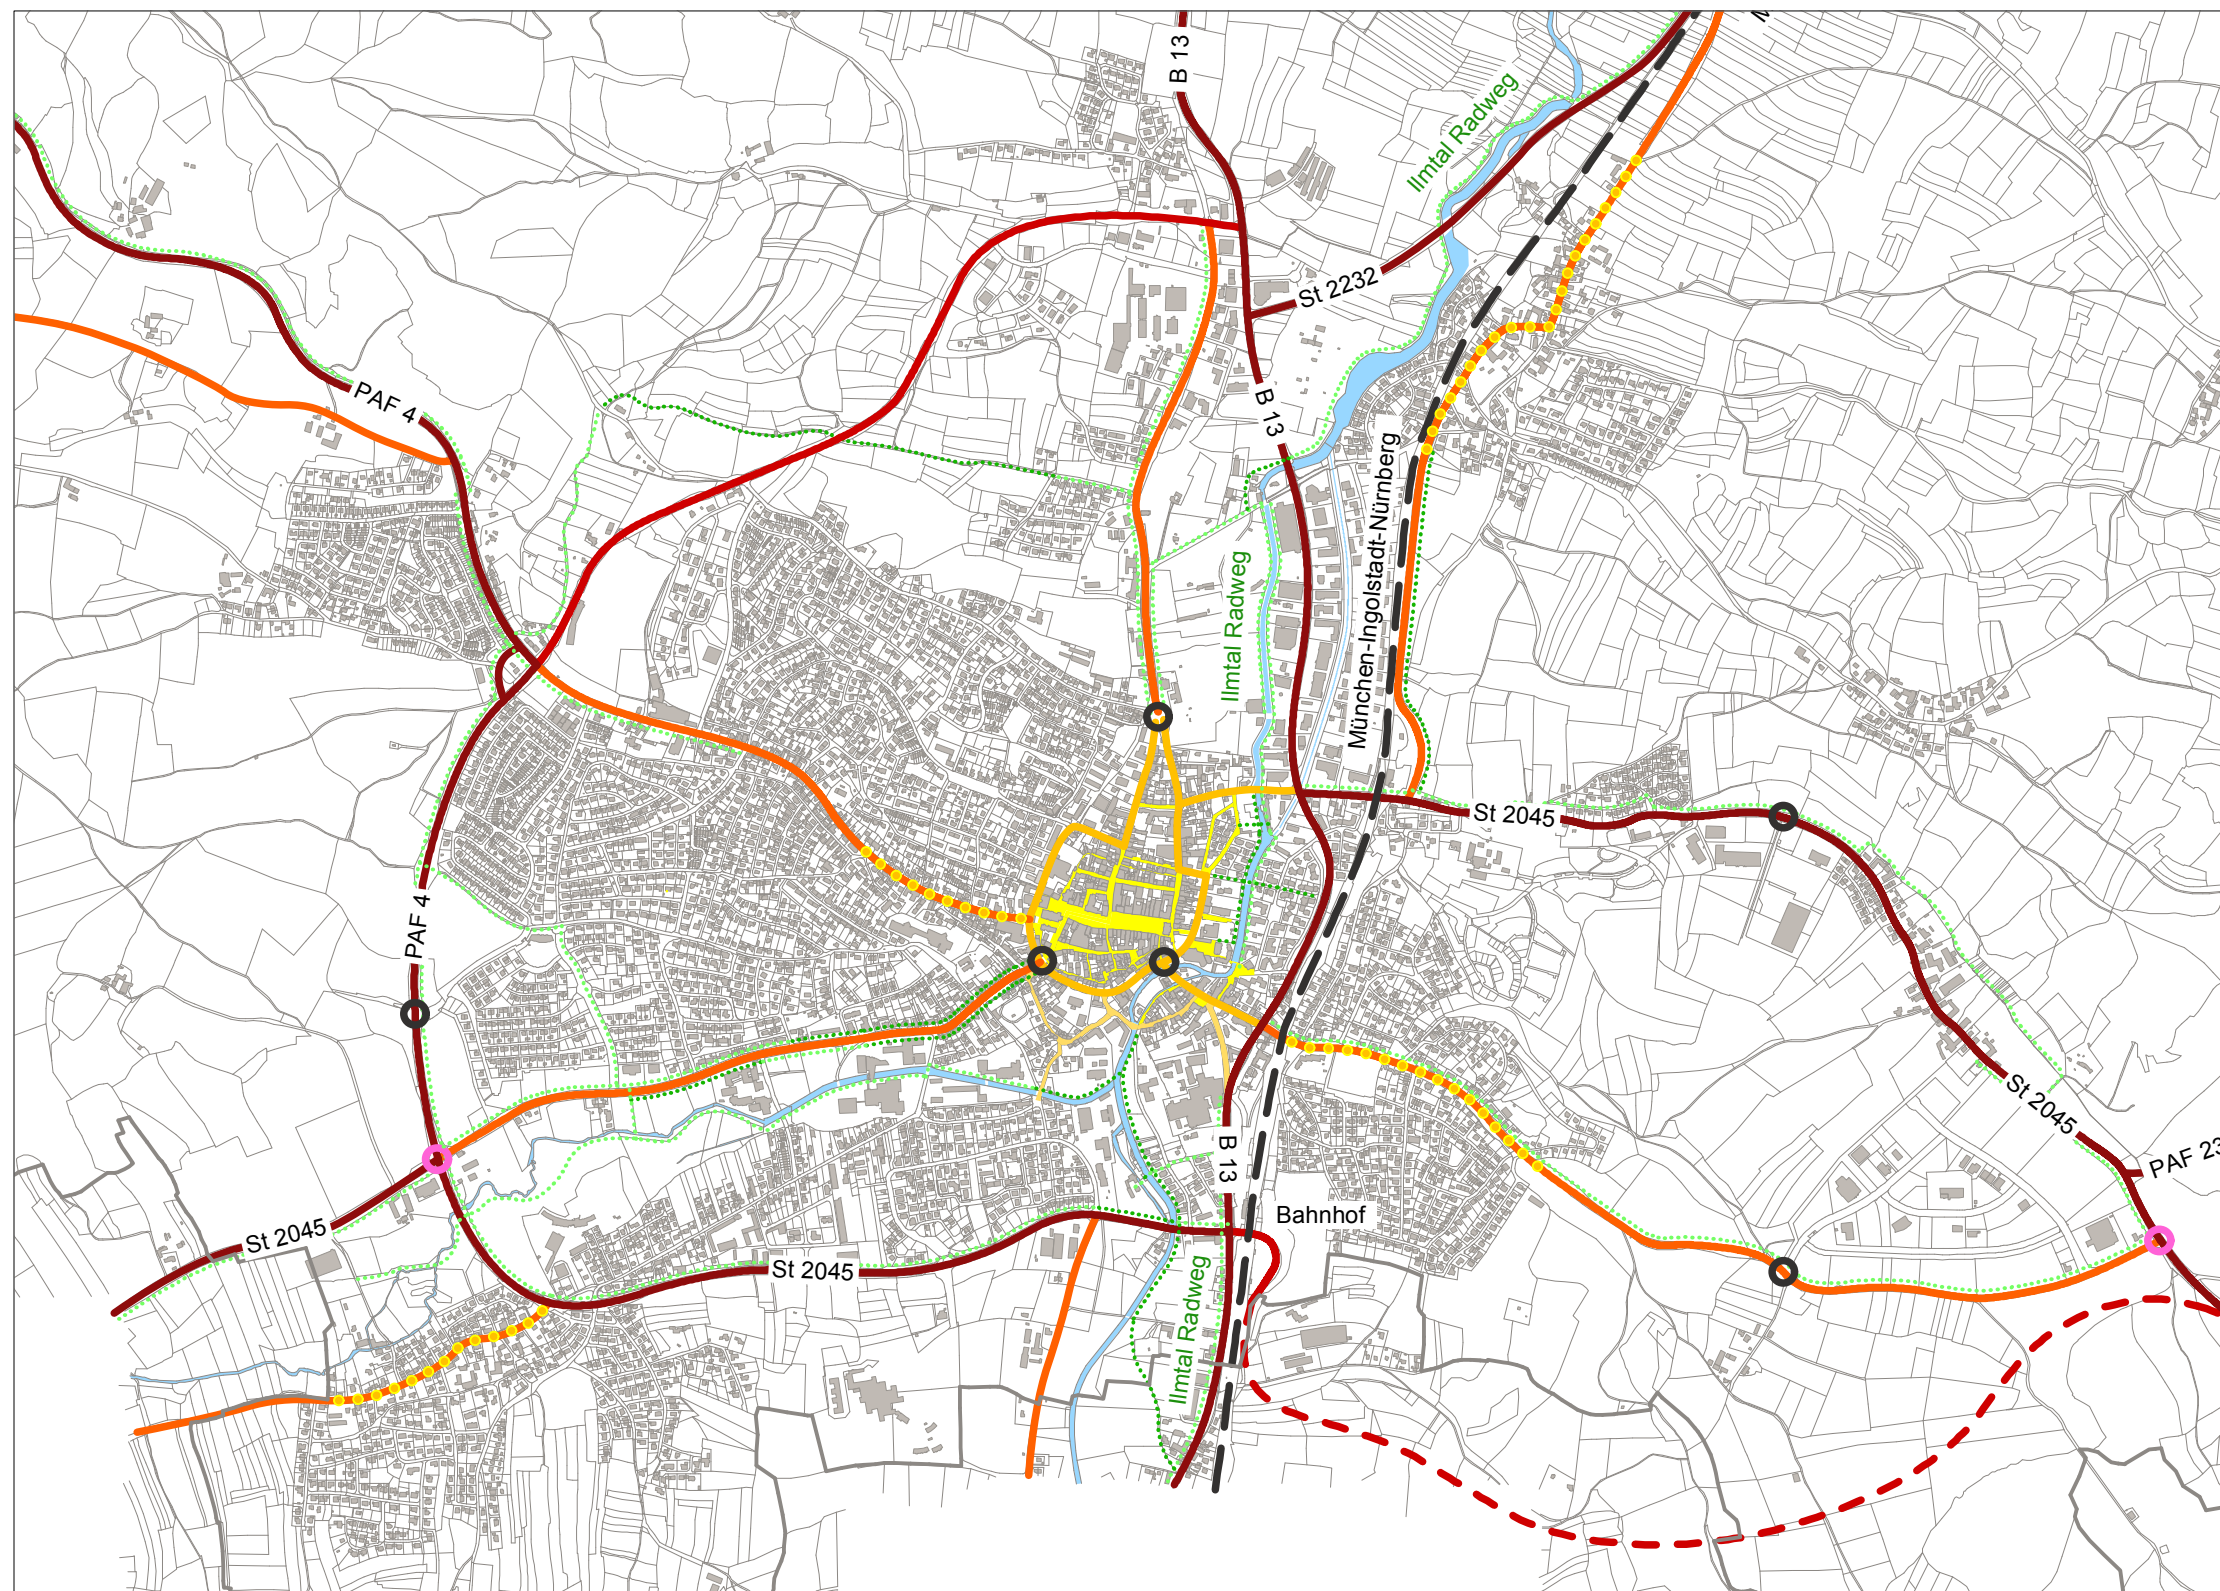 B 13
Ilmtal Radweg
St 2232
PAF 4
B 13
München-Ingolstadt-Nürnberg
Ilmtal Radweg
St 2045
PAF 4
St 2045
PAF 23
B 13
Bahnhof
St 2045
St 2045
Ilmtal Radweg